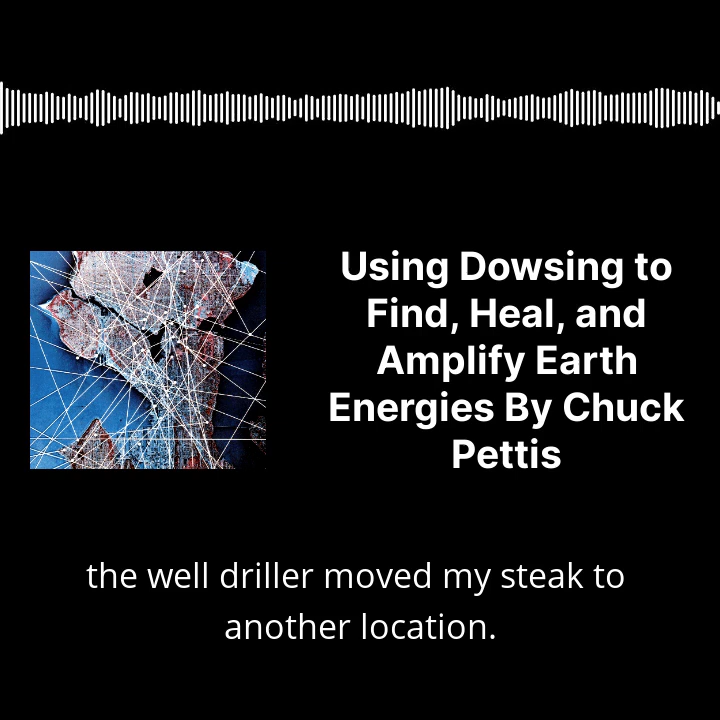 Using Dowsing to
Find, Heal, and
Amplify Earth
Energies By Chuck
Pettis
the well driller moved my steak to
another location.